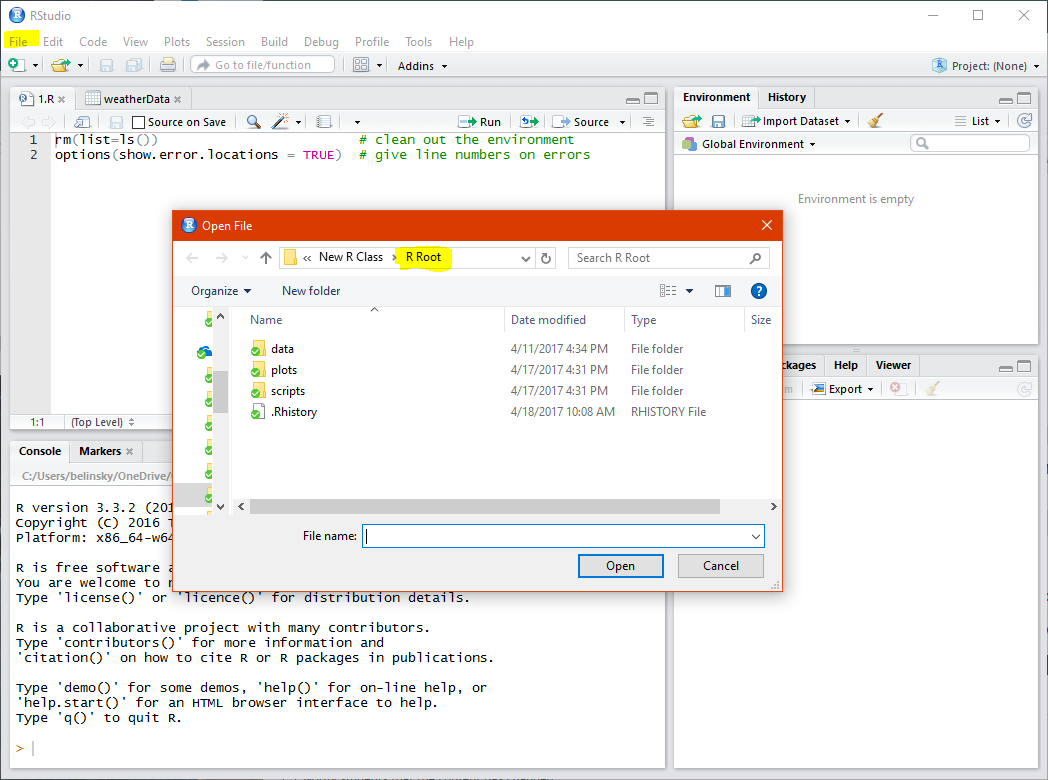 RStudio
File Edit Code View Plots Session Build Debug Profile Tools Help
Go to file/function Addins Project: (None)
1.R weatherData
Source on Save Run Source
1 rm(list=ls()) # clean out the environment
2 options(show.error.locations = TRUE) # give line numbers on errors
Environment History
Import Dataset List
Global Environment
Environment is empty
Open File
« New R Class › R Root
Search R Root
Organize New folder
Name Date modified Type Size
data 4/11/2017 4:34 PM File folder
plots 4/17/2017 4:31 PM File folder
scripts 4/17/2017 4:31 PM File folder
.Rhistory 4/18/2017 10:08 AM RHISTORY File
File name:
Open Cancel
ckages Help Viewer
m Export
1:1 (Top Level)
Console Markers
C:/Users/belinsky/OneDrive/
R version 3.3.2 (201
Copyright (C) 2016 T
Platform: x86_64-w64
R is free software a
You are welcome to r
Type 'license()' or 'licence()' for distribution details.
R is a collaborative project with many contributors.
Type 'contributors()' for more information and
'citation()' on how to cite R or R packages in publications.
Type 'demo()' for some demos, 'help()' for on-line help, or
'help.start()' for an HTML browser interface to help.
Type 'q()' to quit R.
>